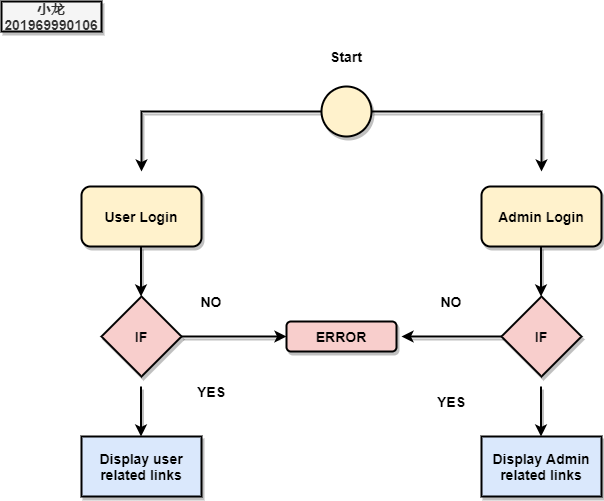 小龙
201969990106
Start
User Login
Admin Login
NO
NO
IF
ERROR
IF
YES
YES
Display user
related links
Display Admin
related links